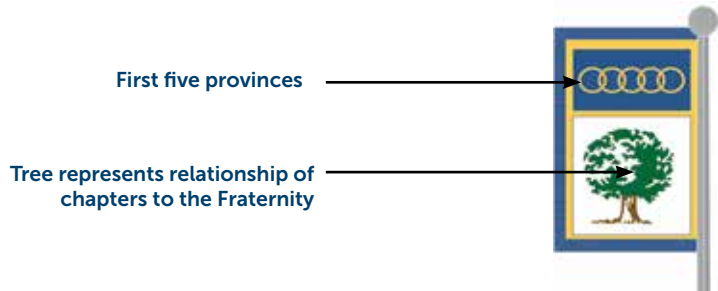 First five provinces
Tree represents relationship of
chapters to the Fraternity